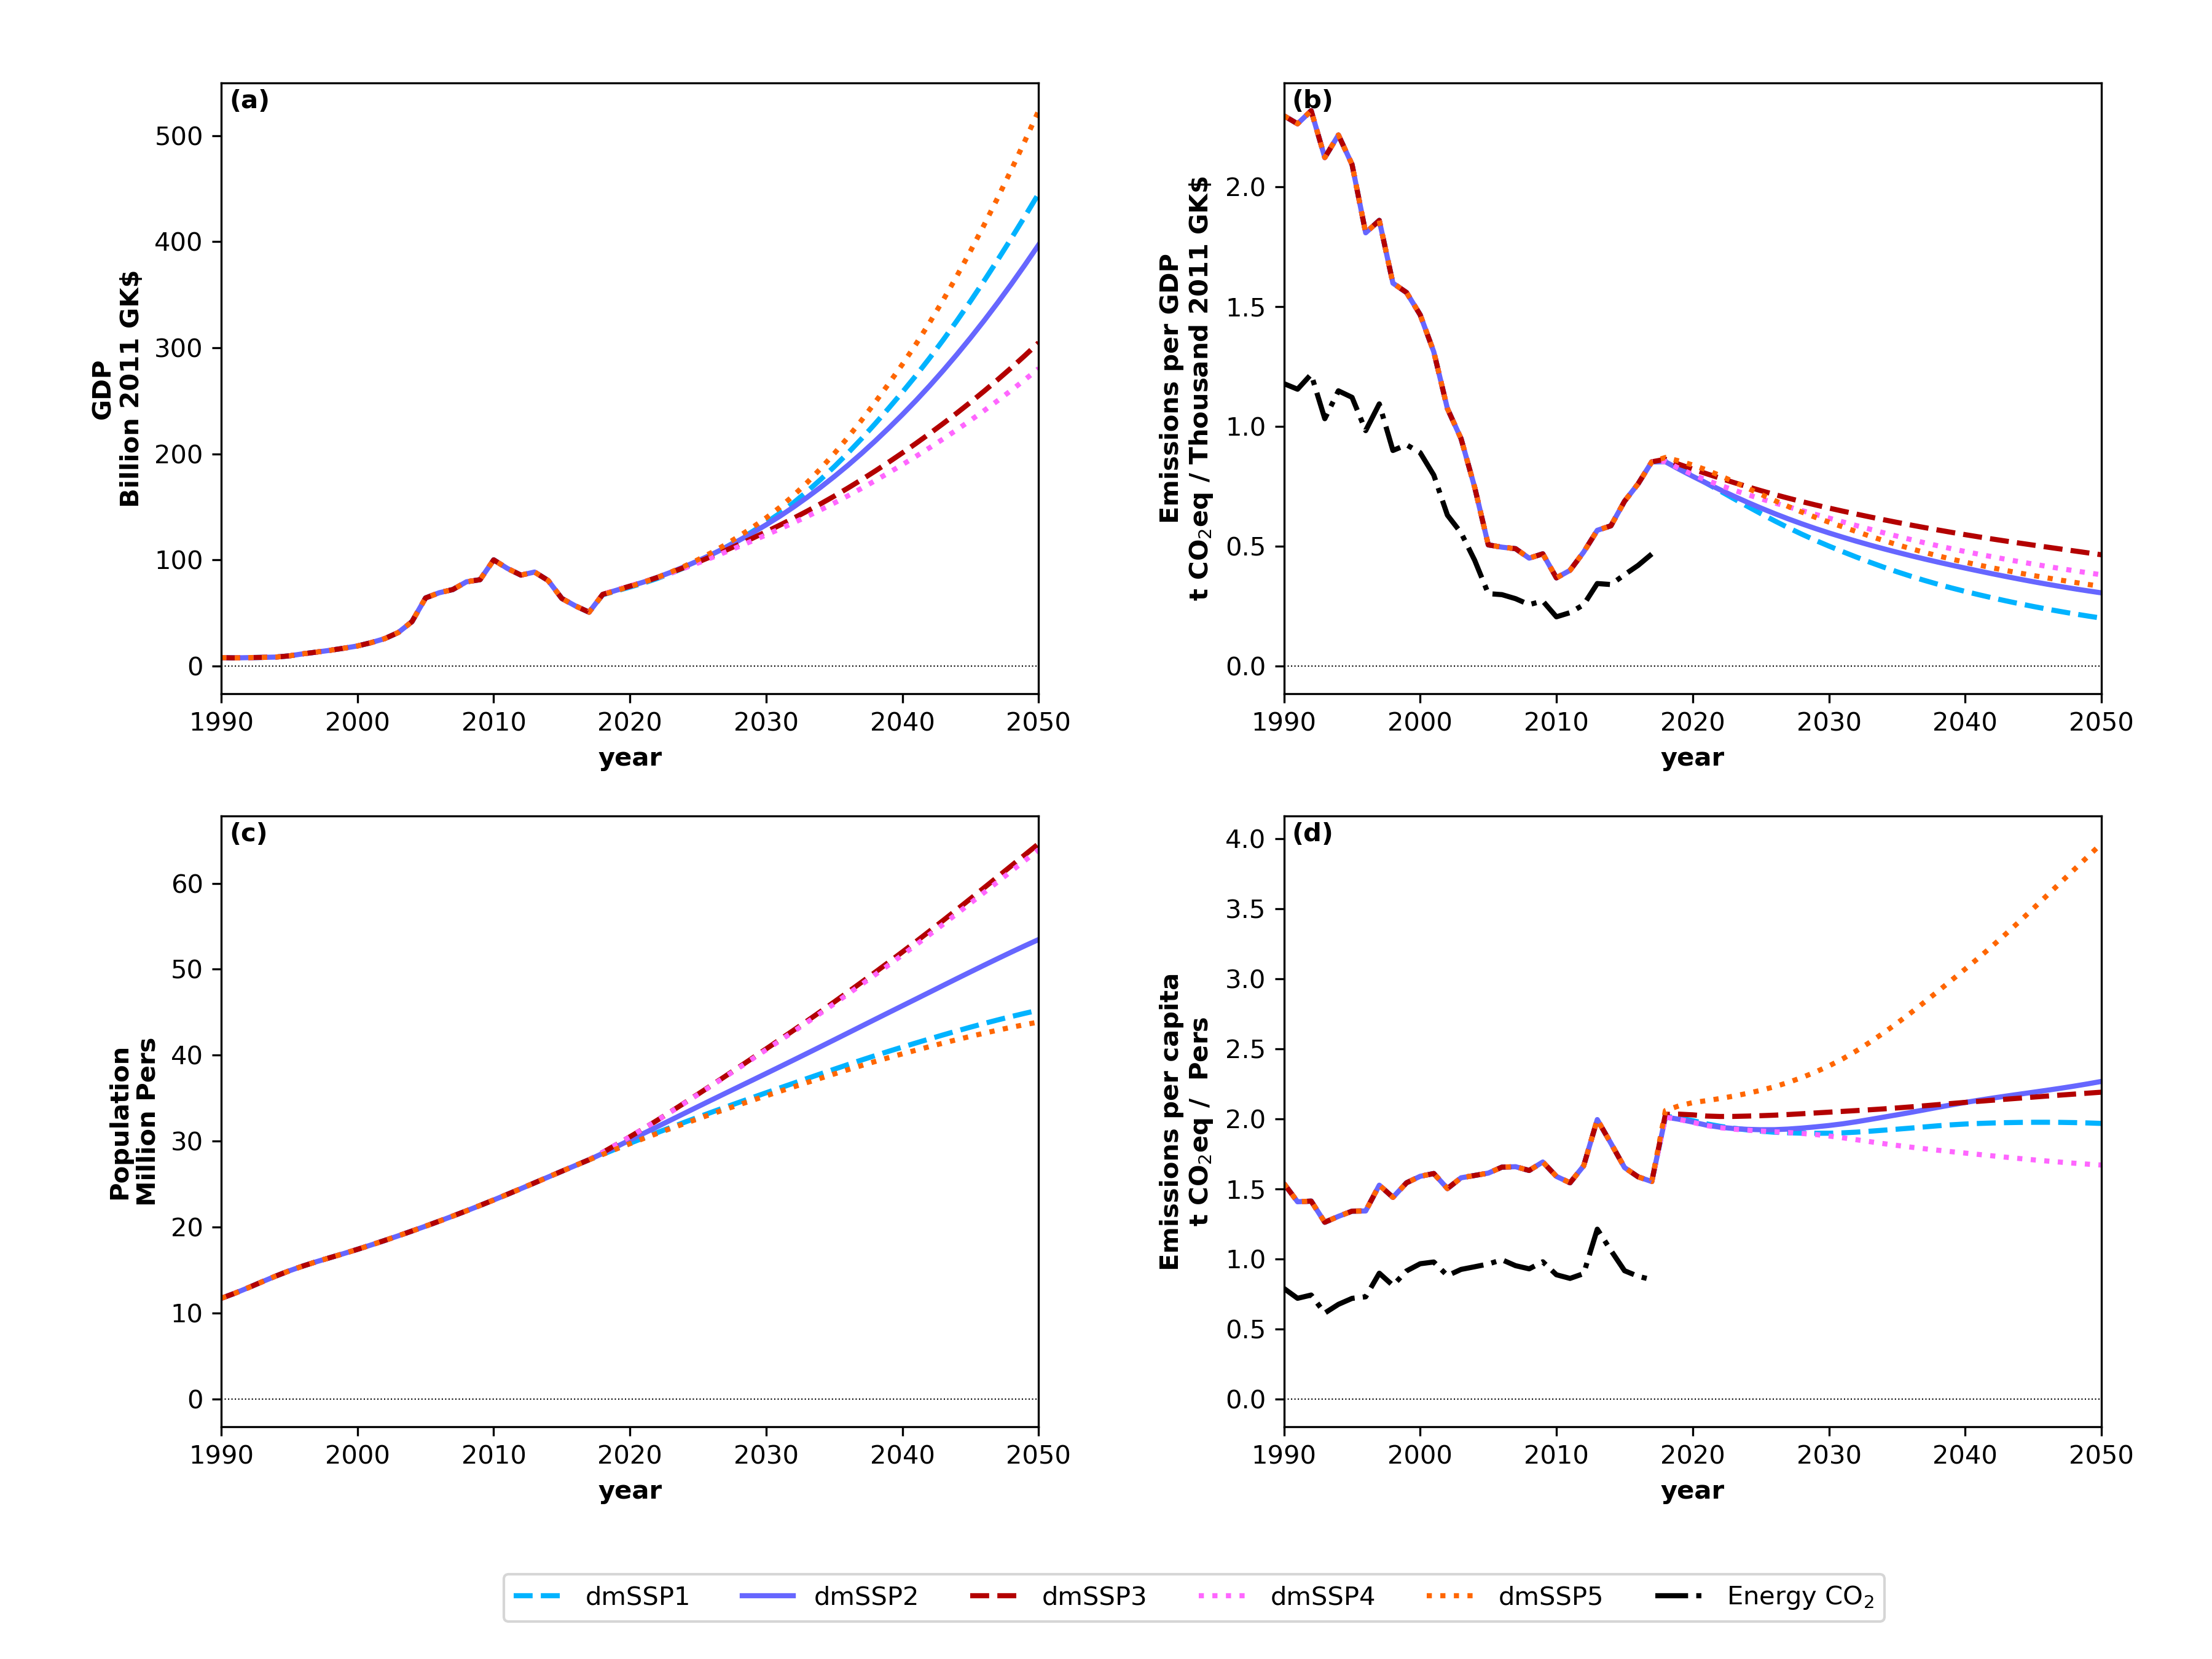 (a)
GDP
Billion 2011 GK$
500
400
300
200
100
0
1990 2000 2010 2020 2030 2040 2050
year
(b)
Emissions per GDP
t CO₂eq / Thousand 2011 GK$
2.0
1.5
1.0
0.5
0.0
1990 2000 2010 2020 2030 2040 2050
year
(c)
Population
Million Pers
60
50
40
30
20
10
0
1990 2000 2010 2020 2030 2040 2050
year
(d)
Emissions per capita
t CO₂eq / Pers
4.0
3.5
3.0
2.5
2.0
1.5
1.0
0.5
0.0
1990 2000 2010 2020 2030 2040 2050
year
dmSSP1 dmSSP2 dmSSP3 dmSSP4 dmSSP5 Energy CO₂